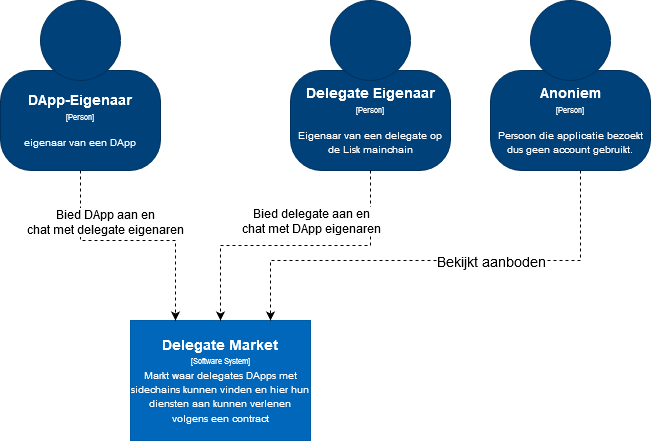 DApp-Eigenaar
[Person]
eigenaar van een DApp
Delegate Eigenaar
[Person]
Eigenaar van een delegate op
de Lisk mainchain
Anoniem
[Person]
Persoon die applicatie bezoekt
dus geen account gebruikt.
Bied DApp aan en
chat met delegate eigenaren
Bied delegate aan en
chat met DApp eigenaren
Bekijkt aanboden
Delegate Market
[Software System]
Markt waar delegates DApps met
sidechains kunnen vinden en hier hun
diensten aan kunnen verlenen
volgens een contract